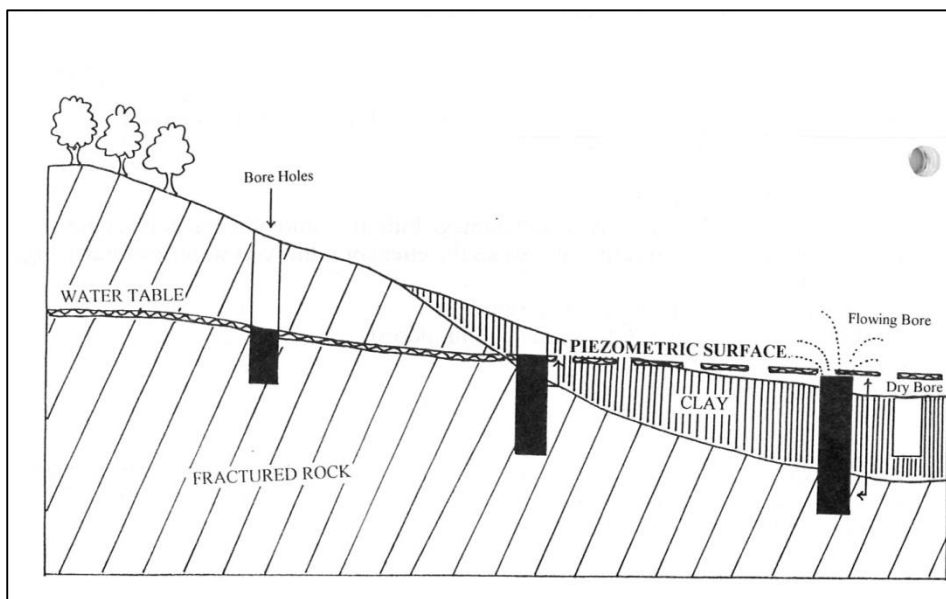 Bore Holes
WATER TABLE
Flowing Bore
PIEZOMETRIC SURFACE
Dry Bore
CLAY
FRACTURED ROCK